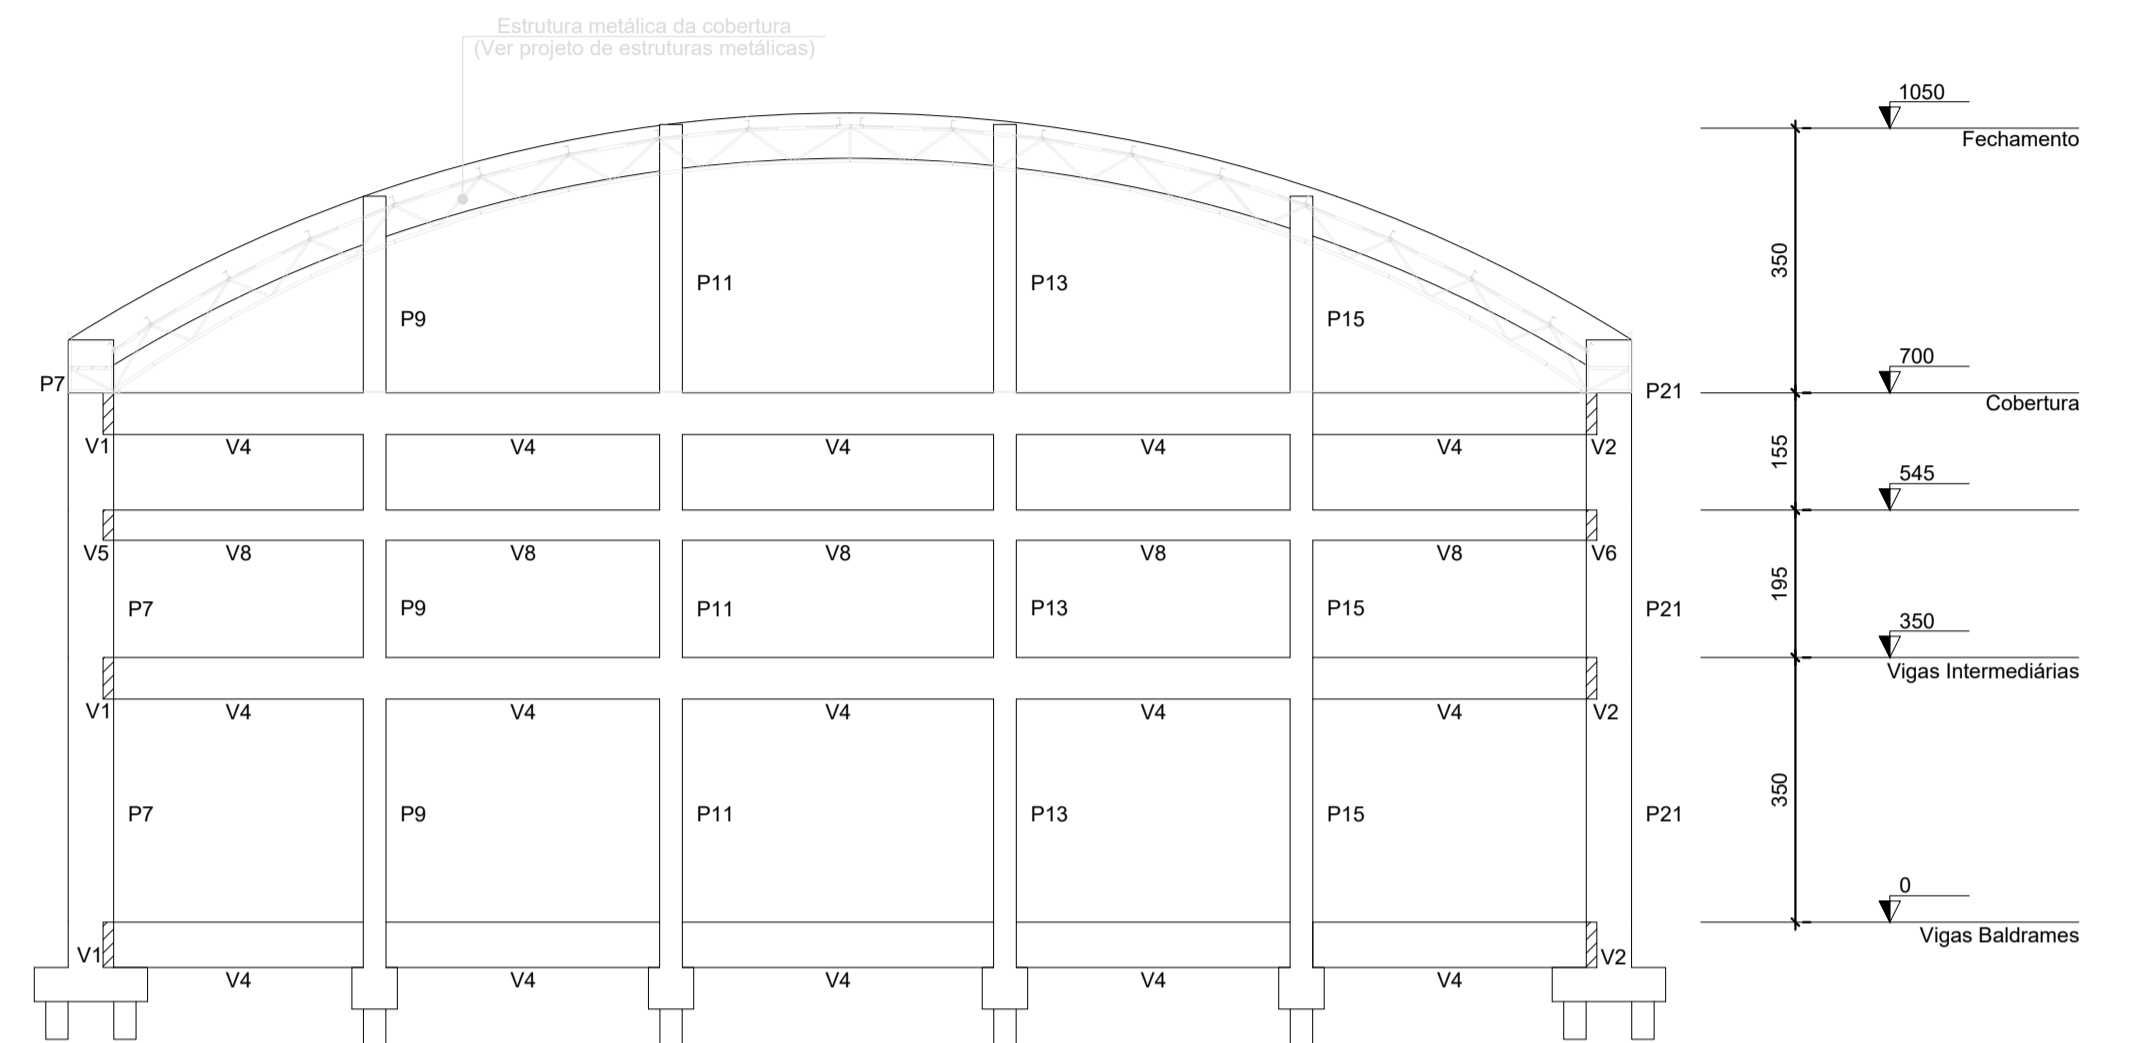 Estrutura metálica da cobertura
(Ver projeto de estruturas metálicas)
1050
Fechamento
350
P11
P13
P9
P15
700
P7
P21
Cobertura
V1
V4
V4
V4
V4
V4
V2
155
545
V5
V8
V8
V8
V8
V8
V6
195
P7
P9
P11
P13
P15
P21
350
Vigas Intermediárias
V1
V4
V4
V4
V4
V4
V2
350
P7
P9
P11
P13
P15
P21
0
Vigas Baldrames
V1
V2
V4
V4
V4
V4
V4